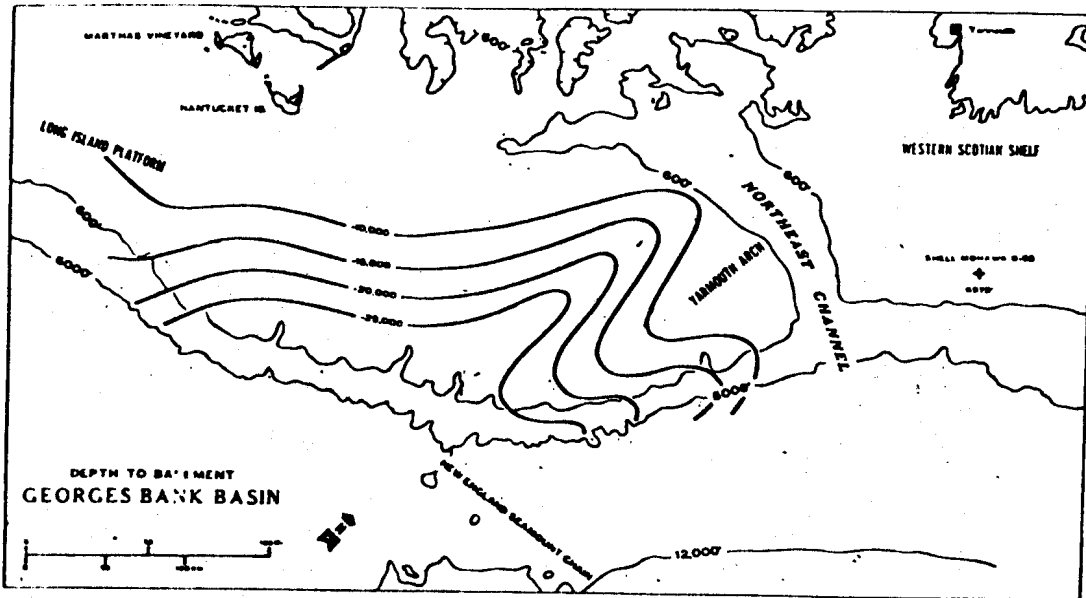 MARTHAS VINEYARD
NANTUCKET IS.
LONG ISLAND PLATFORM
600'
600'
6000'
-10,000
-15,000
-20,000
-25,000
600'
600'
NORTHEAST CHANNEL
YARMOUTH ARCH
WESTERN SCOTIAN SHELF
6000'
NEW ENGLAND SEAMOUNT CHAIN
12,000'
DEPTH TO
GEORGES BANK BASIN